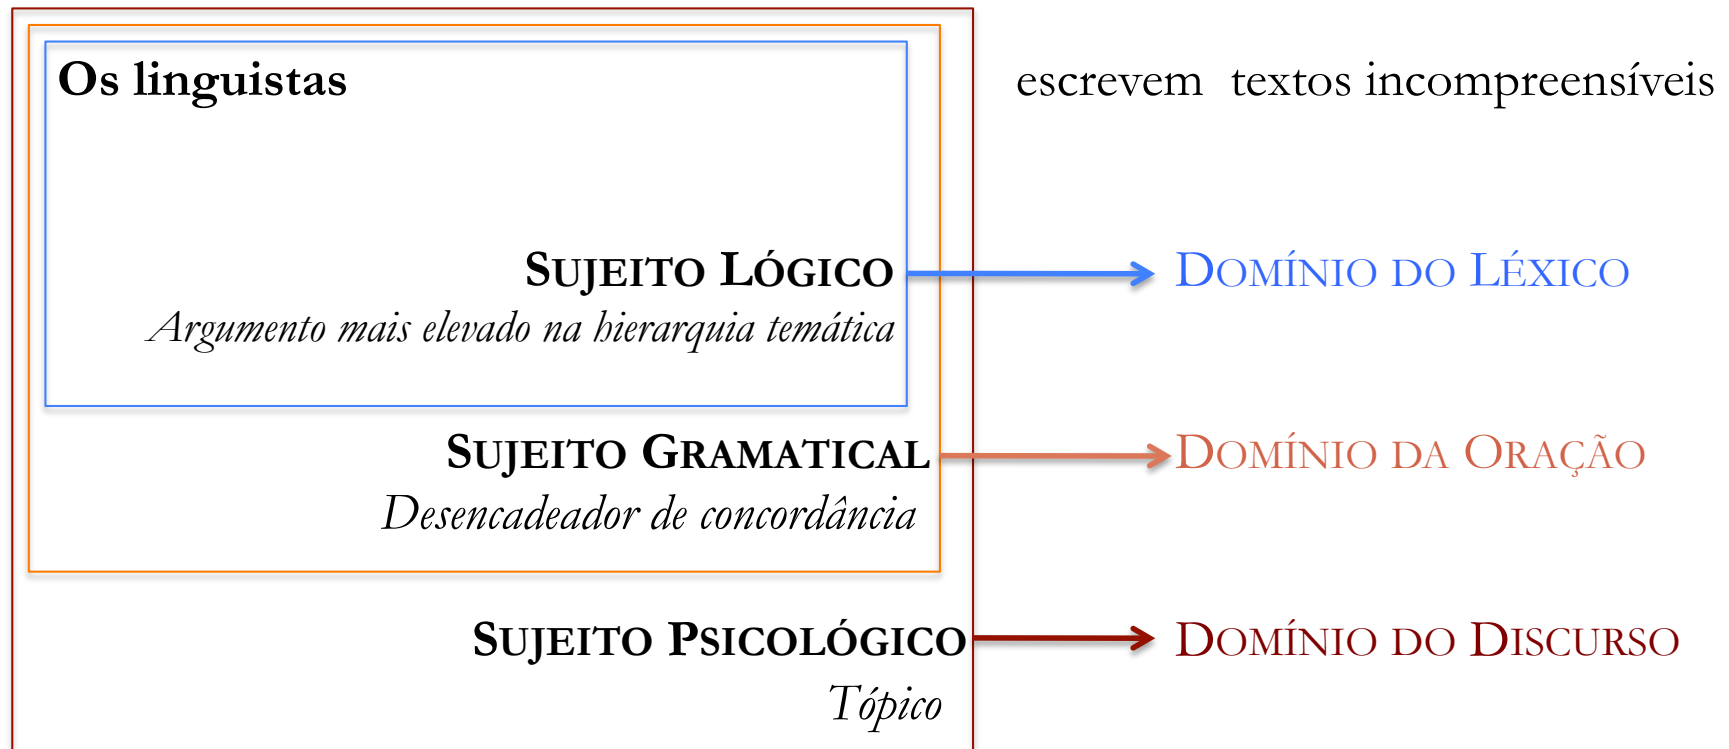 Os linguistas escrevem textos incompreensíveis
SUJEITO LÓGICO DOMÍNIO DO LÉXICO
Argumento mais elevado na hierarquia temática
SUJEITO GRAMATICAL DOMÍNIO DA ORAÇÃO
Desencadeador de concordância
SUJEITO PSICOLÓGICO DOMÍNIO DO DISCURSO
Tópico